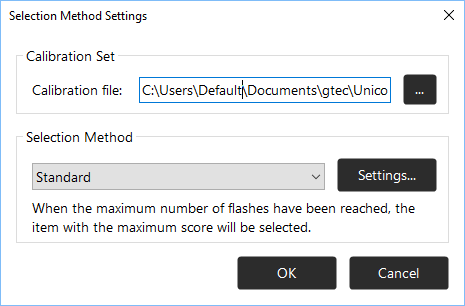 Selection Method Settings
Calibration Set
Calibration file: C:\Users\Default\Documents\gtec\Unico ...
Selection Method
Standard Settings...
When the maximum number of flashes have been reached, the
item with the maximum score will be selected.
OK Cancel